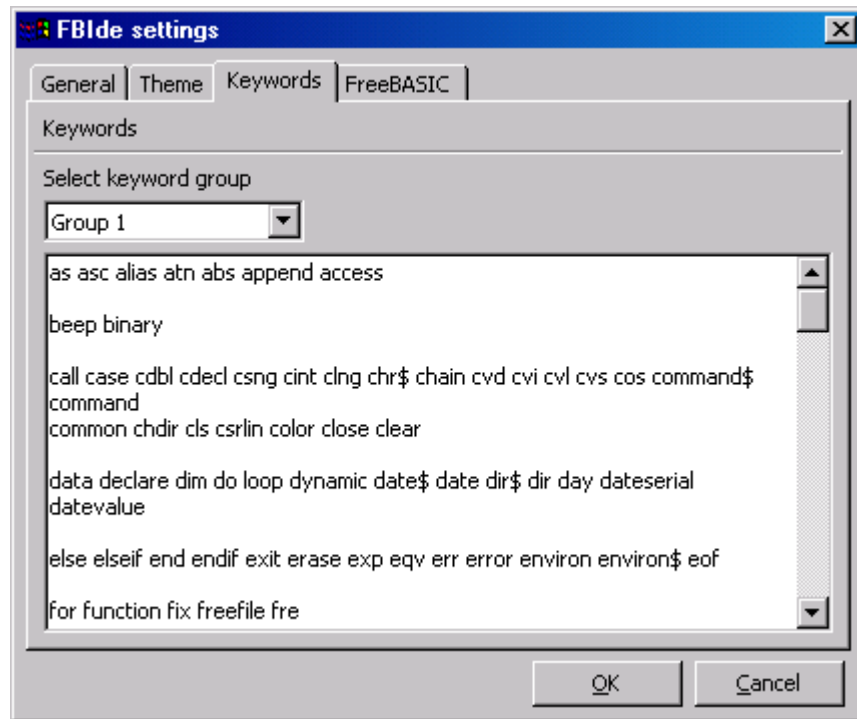 FBIde settings
General Theme Keywords FreeBASIC
Keywords
Select keyword group
Group 1
as asc alias atn abs append access
beep binary
call case cdbl cdecl csng cint clng chr$ chain cvd cvi cvl cvs cos command$
command
common chdir cls csrlin color close clear
data declare dim do loop dynamic date$ date dir$ dir day dateserial
datevalue
else elseif end endif exit erase exp eqv err error environ environ$ eof
for function fix freefile fre
OK Cancel